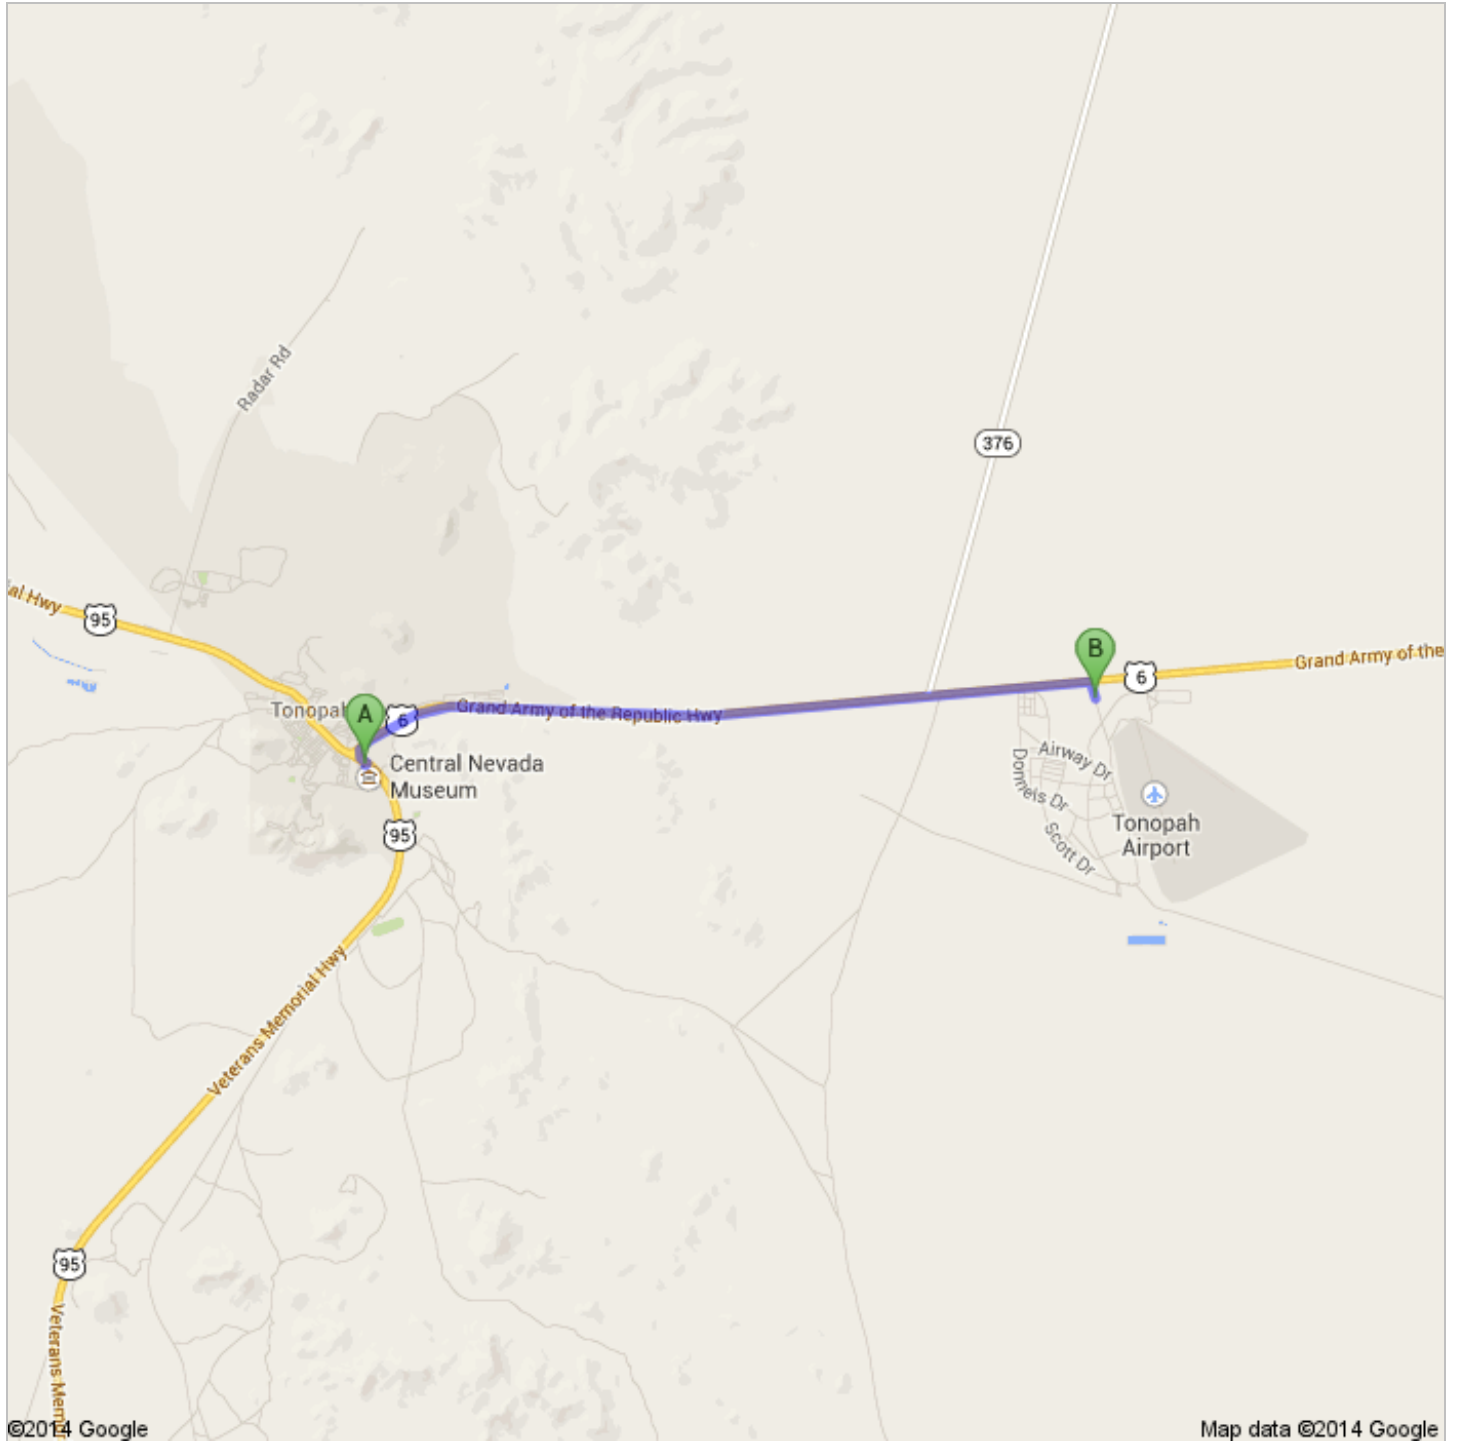 Radar Rd
376
ial Hwy
95
B
6
Grand Army of the
Tonopah
A
6
Grand Army of the Republic Hwy
Central Nevada
Museum
Airway Dr
Donnels Dr
Scott Dr
Tonopah
Airport
95
Veterans Memorial Hwy
95
Veterans Mem
©2014 Google
Map data ©2014 Google